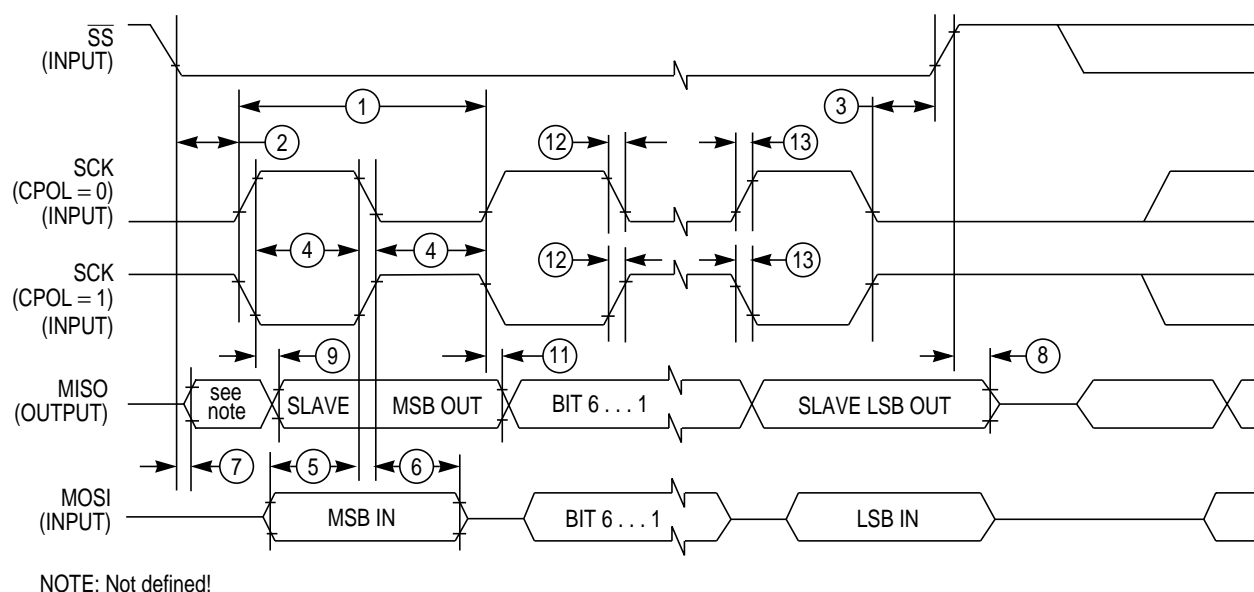 SS
(INPUT)
1
3
2
12
13
SCK
(CPOL = 0)
(INPUT)
4
4
SCK
(CPOL = 1)
(INPUT)
12
13
9
11
8
MISO
(OUTPUT)
see
note
SLAVE
MSB OUT
BIT 6 . . . 1
SLAVE LSB OUT
7
5
6
MOSI
(INPUT)
MSB IN
BIT 6 . . . 1
LSB IN
NOTE: Not defined!